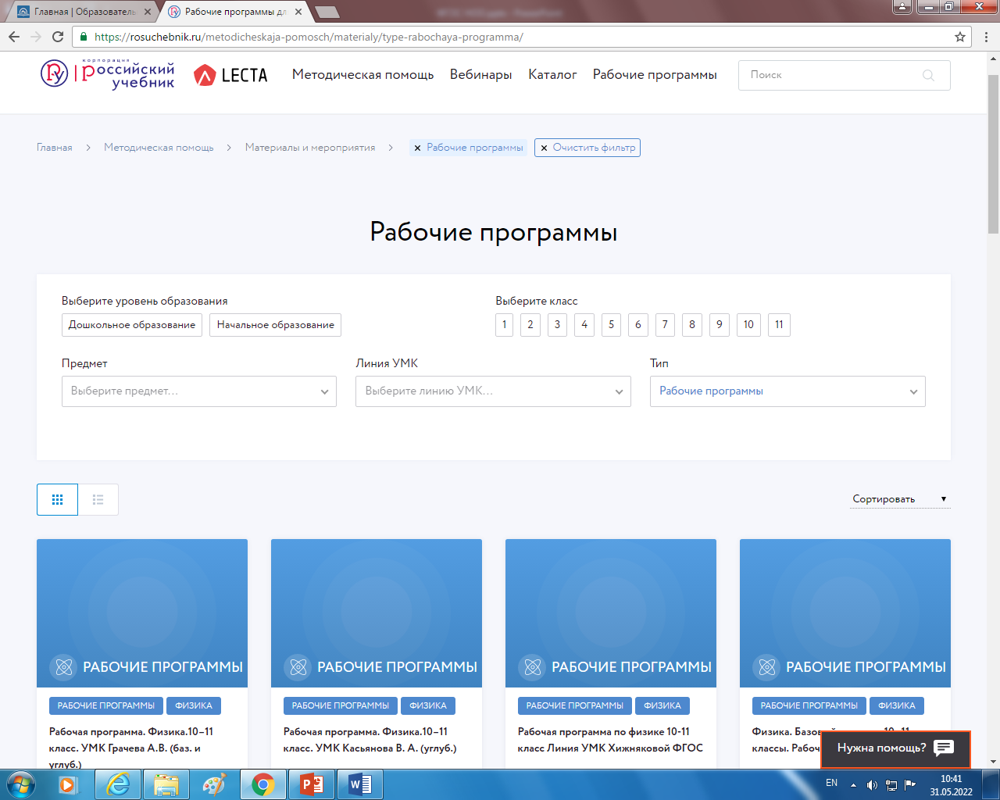 Главная | Образователь
Рабочие программы дл
https://rosuchebnik.ru/metodicheskaja-pomosch/materialy/type-rabochaya-programma/
корпорация
российский
учебник
LECTA
Методическая помощь
Вебинары
Каталог
Рабочие программы
Поиск
Главная
Методическая помощь
Материалы и мероприятия
Рабочие программы
Очистить фильтр
Рабочие программы
Выберите уровень образования
Выберите класс
Дошкольное образование
Начальное образование
1 2 3 4 5 6 7 8 9 10 11
Предмет
Линия УМК
Тип
Выберите предмет...
Выберите линию УМК...
Рабочие программы
Сортировать
РАБОЧИЕ ПРОГРАММЫ
РАБОЧИЕ ПРОГРАММЫ
РАБОЧИЕ ПРОГРАММЫ
РАБОЧИЕ ПРОГРАММЫ
РАБОЧИЕ ПРОГРАММЫ ФИЗИКА
РАБОЧИЕ ПРОГРАММЫ ФИЗИКА
РАБОЧИЕ ПРОГРАММЫ ФИЗИКА
РАБОЧИЕ ПРОГРАММЫ ФИЗИКА
Рабочая программа. Физика.10–11
класс. УМК Грачева А.В. (баз. и
углуб.)
Рабочая программа. Физика.10–11
класс. УМК Касьянова В. А. (углуб.)
Рабочая программа по физике 10-11
класс Линия УМК Хижняковой ФГОС
Физика.
классы.
Нужна помощь?
EN
10:41
31.05.2022